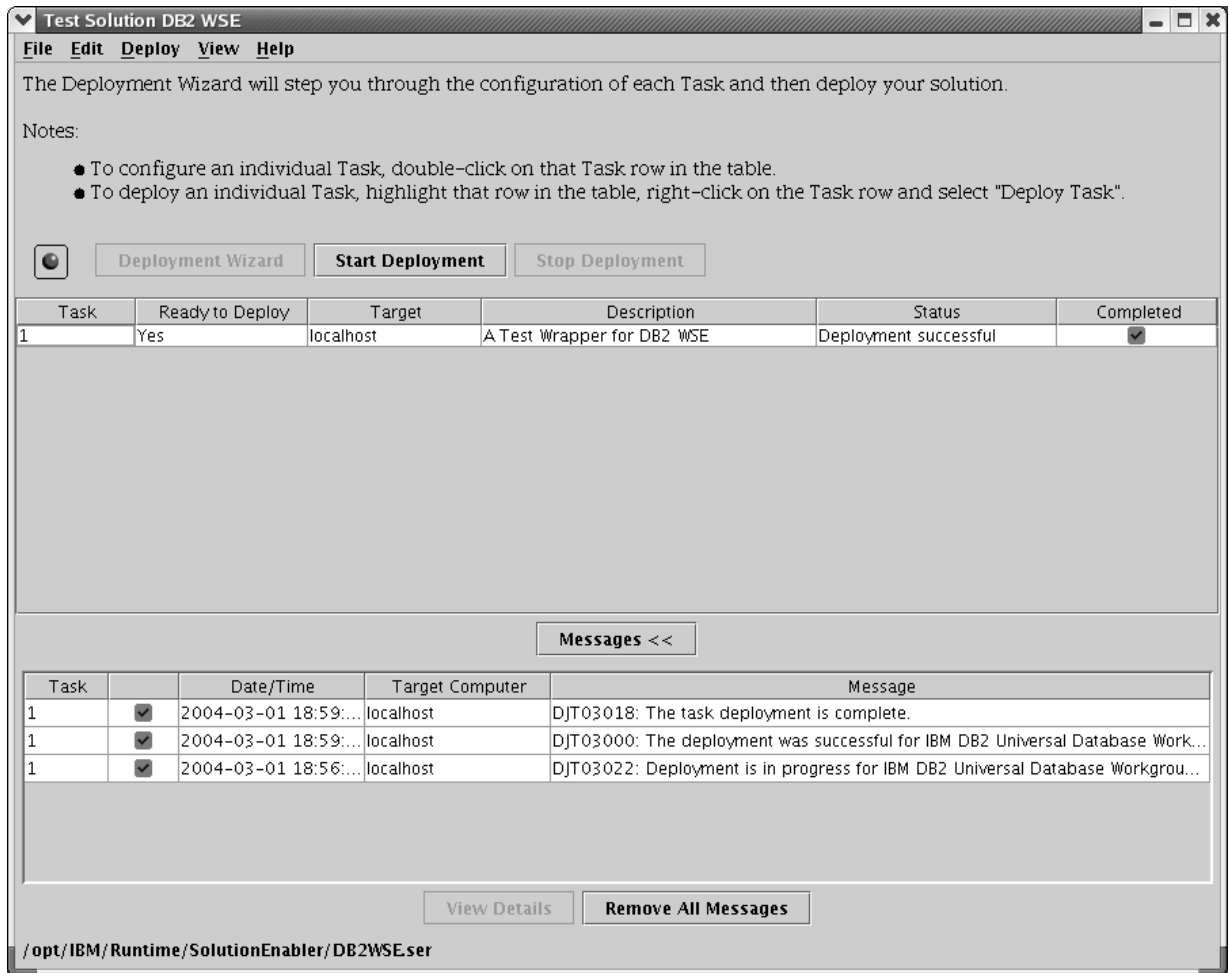 Test Solution DB2 WSE
File Edit Deploy View Help
The Deployment Wizard will step you through the configuration of each Task and then deploy your solution.
Notes:
● To configure an individual Task, double-click on that Task row in the table.
● To deploy an individual Task, highlight that row in the table, right-click on the Task row and select "Deploy Task".
Deployment Wizard Start Deployment Stop Deployment
Task Ready to Deploy Target Description Status Completed
1 Yes localhost A Test Wrapper for DB2 WSE Deployment successful
Messages <<
Task Date/Time Target Computer Message
1 2004-03-01 18:59:... localhost DJT03018: The task deployment is complete.
1 2004-03-01 18:59:... localhost DJT03000: The deployment was successful for IBM DB2 Universal Database Work...
1 2004-03-01 18:56:... localhost DJT03022: Deployment is in progress for IBM DB2 Universal Database Workgrou...
View Details Remove All Messages
/opt/IBM/Runtime/SolutionEnabler/DB2WSE.ser